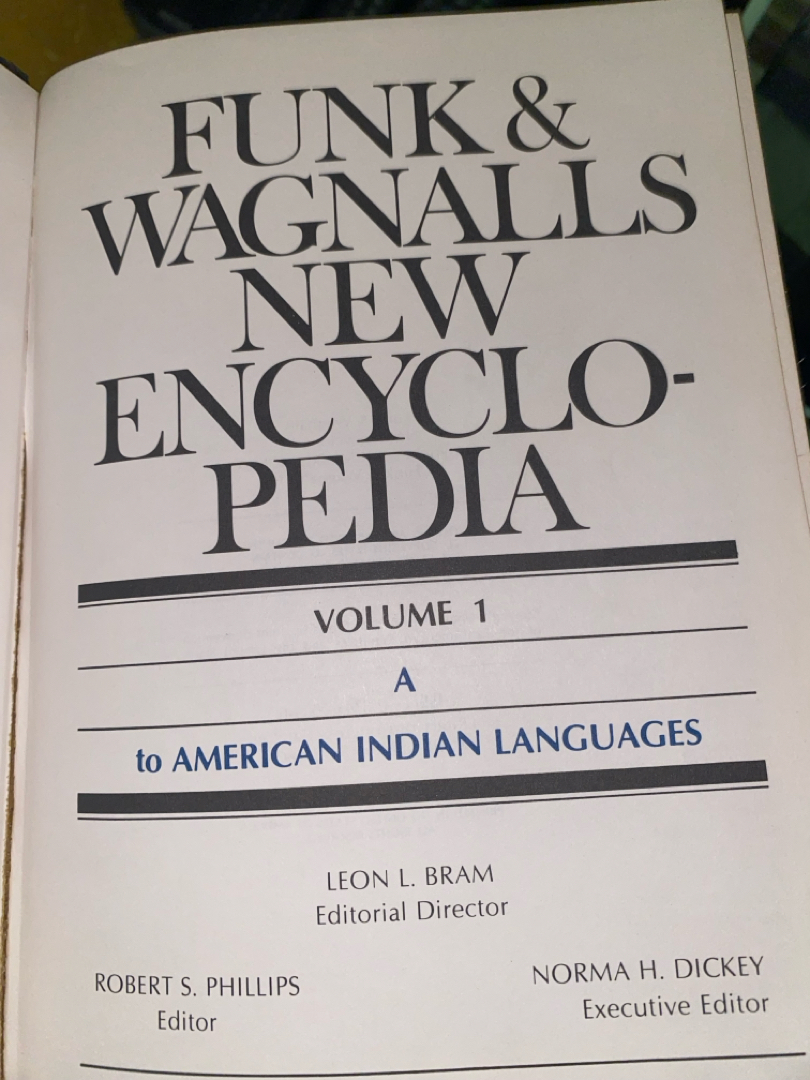 FUNK &
WAGNALLS
NEW
ENCYCLO-
PEDIA
VOLUME 1
A
to AMERICAN INDIAN LANGUAGES
LEON L. BRAM
Editorial Director
ROBERT S. PHILLIPS
Editor
NORMA H. DICKEY
Executive Editor